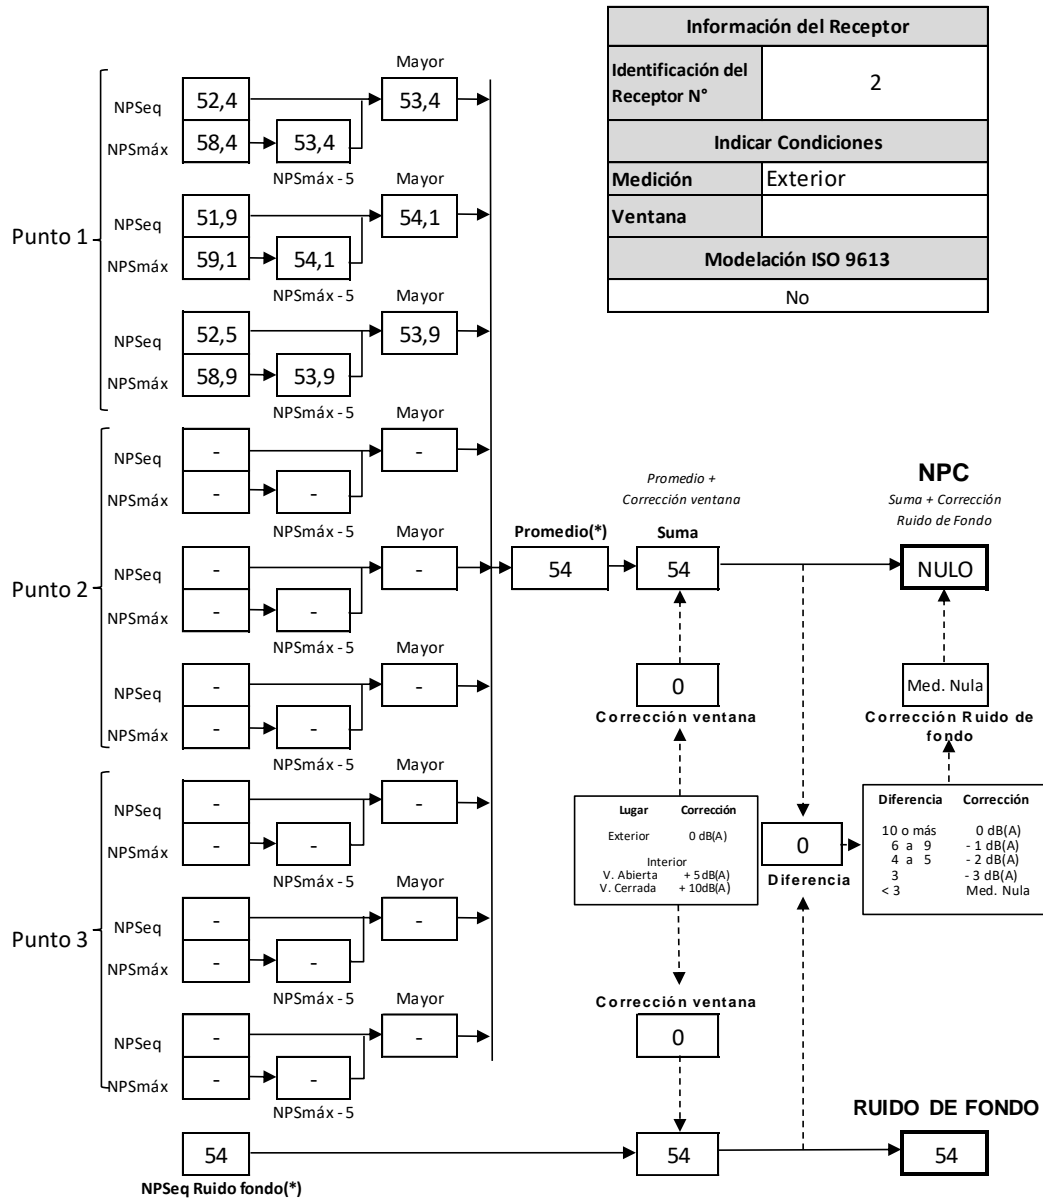 Información del Receptor
Identificación del
Receptor N°
2
Indicar Condiciones
Medición
Exterior
Ventana
Modelación ISO 9613
No
Punto 1
Mayor
NPSeq
52,4
53,4
NPSmáx
58,4
53,4
NPSmáx - 5
Mayor
NPSeq
51,9
54,1
NPSmáx
59,1
54,1
NPSmáx - 5
Mayor
NPSeq
52,5
53,9
NPSmáx
58,9
53,9
NPSmáx - 5
Punto 2
Mayor
NPSeq
-
-
NPSmáx
-
-
NPSmáx - 5
Mayor
NPSeq
-
-
NPSmáx
-
-
NPSmáx - 5
Mayor
NPSeq
-
-
NPSmáx
-
-
NPSmáx - 5
Punto 3
Mayor
NPSeq
-
-
NPSmáx
-
-
NPSmáx - 5
Mayor
NPSeq
-
-
NPSmáx
-
-
NPSmáx - 5
Mayor
NPSeq
-
-
NPSmáx
-
-
NPSmáx - 5
Promedio(*)
54
Promedio +
Corrección ventana
Suma
54
NPC
Suma + Corrección
Ruido de Fondo
NULO
0
Corrección ventana
Med. Nula
Corrección Ruido de
fondo
Lugar Corrección
Exterior 0 dB(A)
Interior
V. Abierta + 5 dB(A)
V. Cerrada + 10dB(A)
0
Diferencia
Diferencia Corrección
10 o más 0 dB(A)
6 a 9 - 1 dB(A)
4 a 5 - 2 dB(A)
3 - 3 dB(A)
< 3 Med. Nula
Corrección ventana
0
RUIDO DE FONDO
54
54
54
NPSeq Ruido fondo(*)